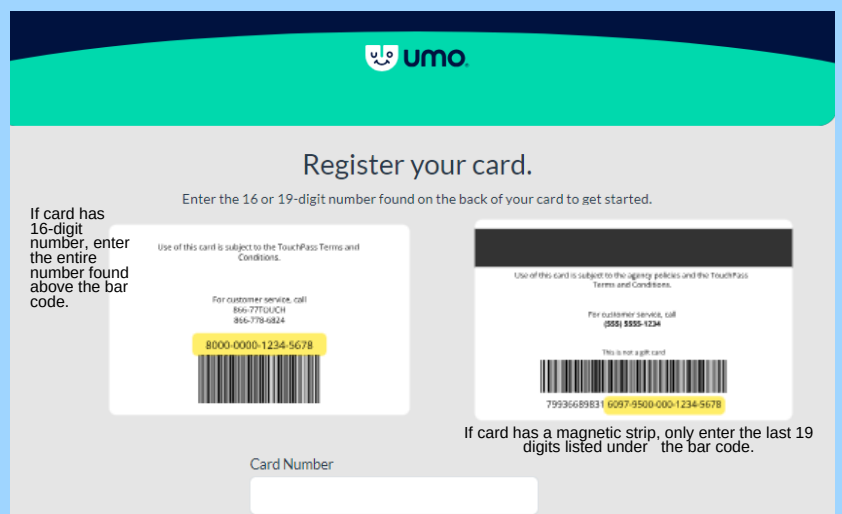 umo
Register your card.
Enter the 16 or 19-digit number found on the back of your card to get started.
If card has
16-digit
number, enter
the entire
number found
above the bar
code.
Use of this card is subject to the TouchPass Terms and
Conditions.
For customer service, call
866-77TOUCH
866-778-6824
8000-0000-1234-5678
Use of this card is subject to the agency policies and the TouchPass
Terms and Conditions.
For customer service, call
(555) 5555-1234
This is not a gift card
79936689831 6097-9500-000-1234-5678
If card has a magnetic strip, only enter the last 19
digits listed under the bar code.
Card Number